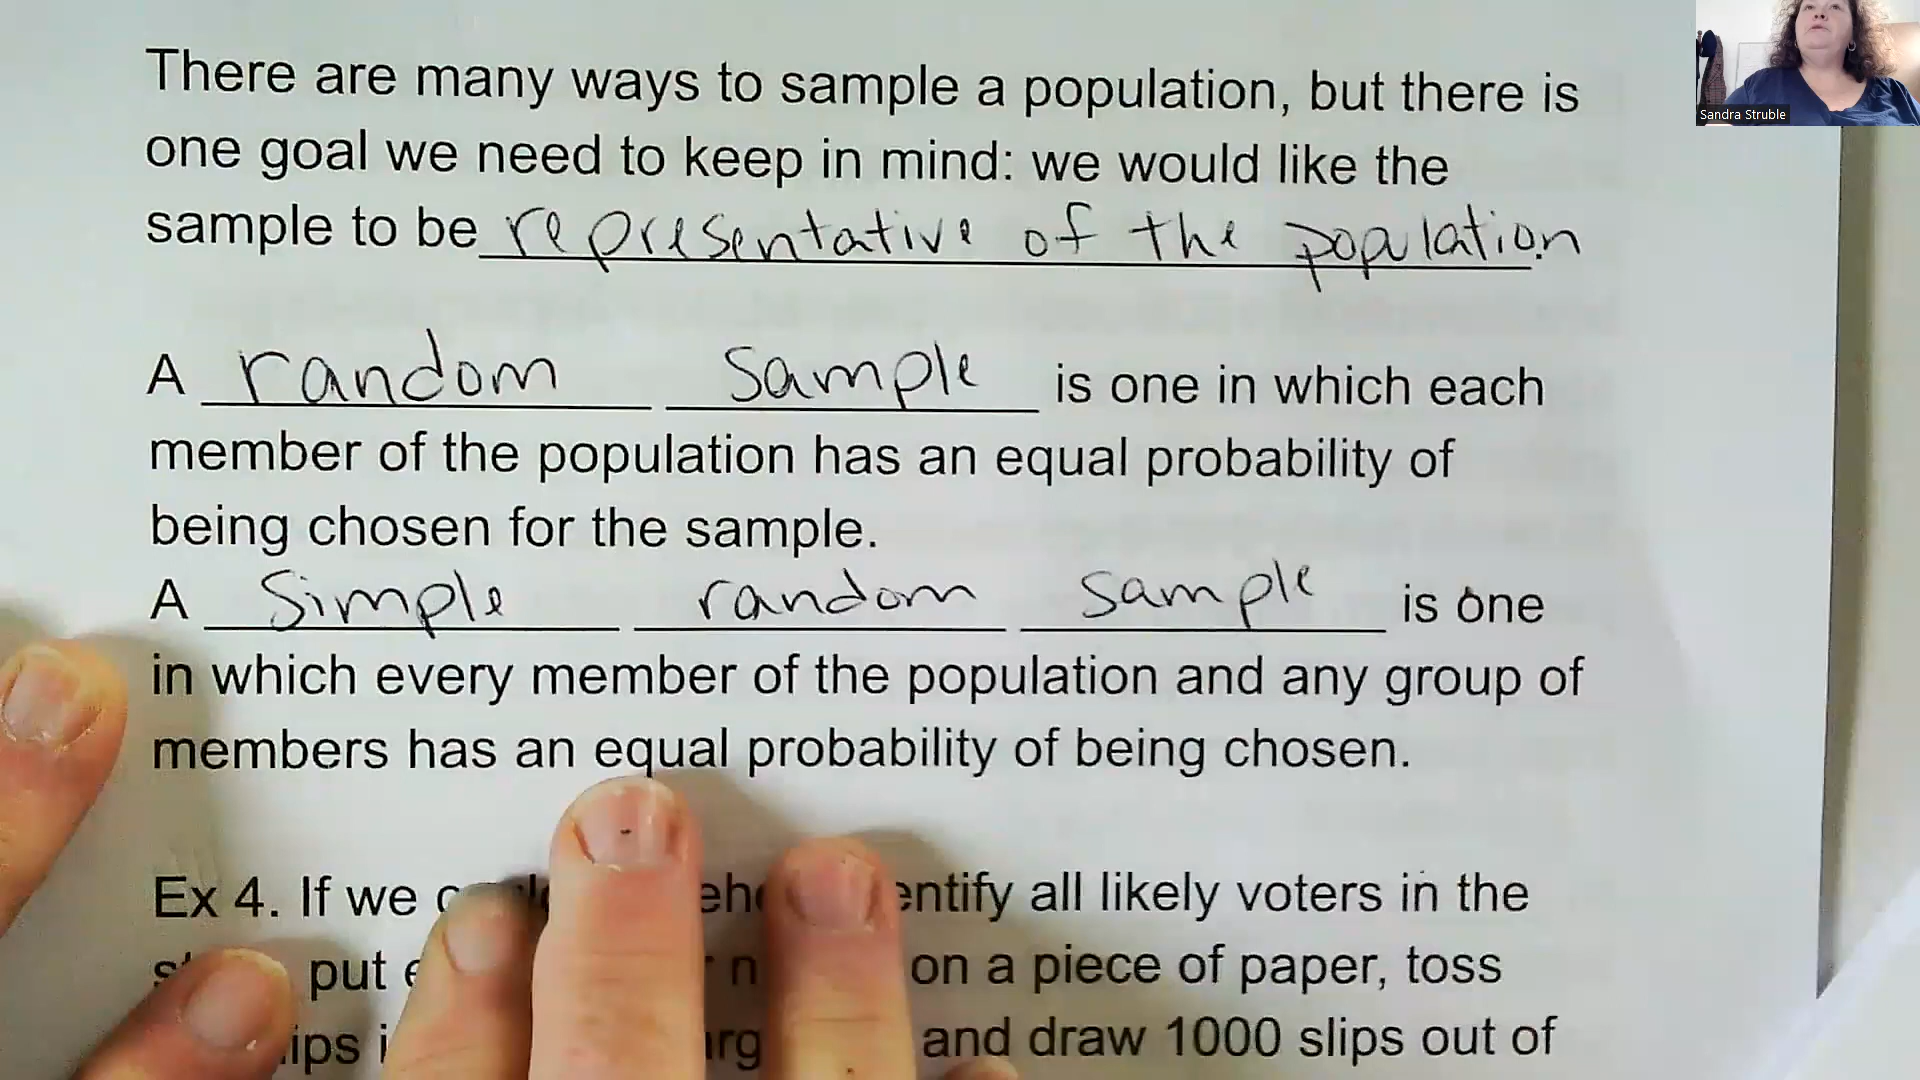 There are many ways to sample a population, but there is
one goal we need to keep in mind: we would like the
sample to be representative of the population.
A random sample is one in which each
member of the population has an equal probability of
being chosen for the sample.
A simple random sample is one
in which every member of the population and any group of
members has an equal probability of being chosen.
Ex 4. If we all likely voters in the
put on a piece of paper, toss
and draw 1000 slips out of
Sandra Struble